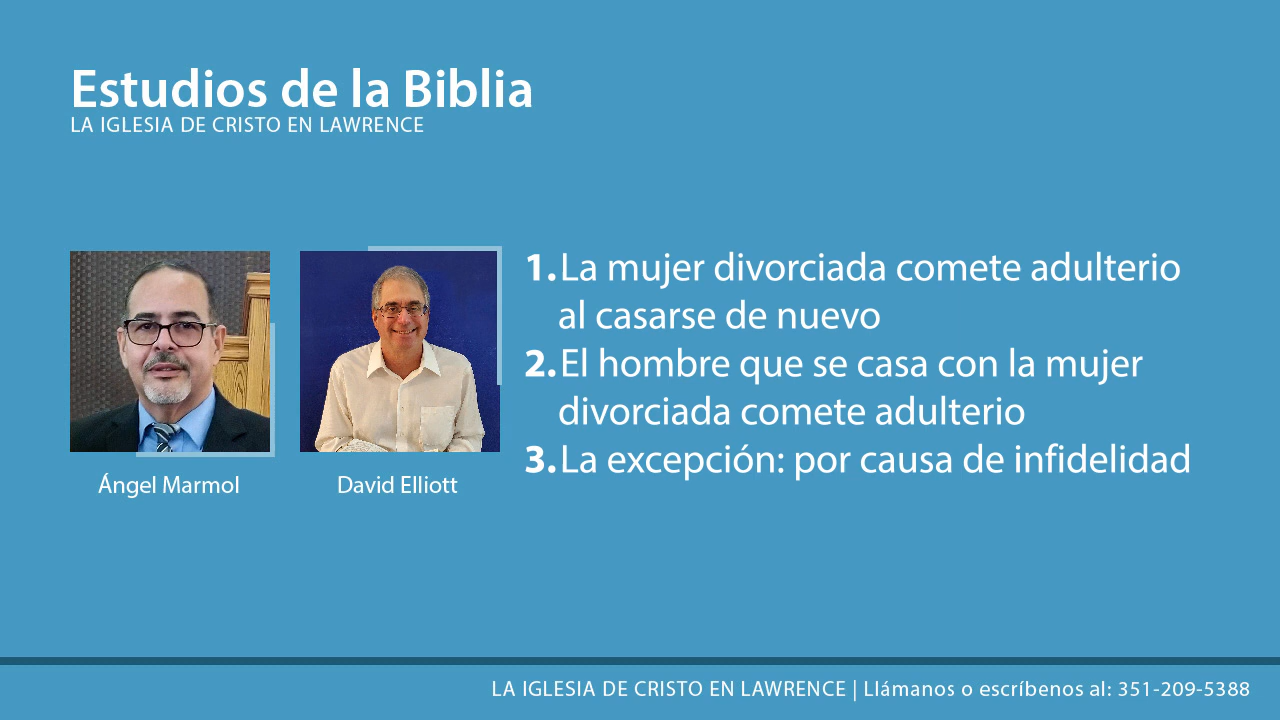 Estudios de la Biblia
LA IGLESIA DE CRISTO EN LAWRENCE
Ángel Marmol
David Elliott
1. La mujer divorciada comete adulterio
al casarse de nuevo
2. El hombre que se casa con la mujer
divorciada comete adulterio
3. La excepción: por causa de infidelidad
LA IGLESIA DE CRISTO EN LAWRENCE | Llámanos o escríbenos al: 351-209-5388